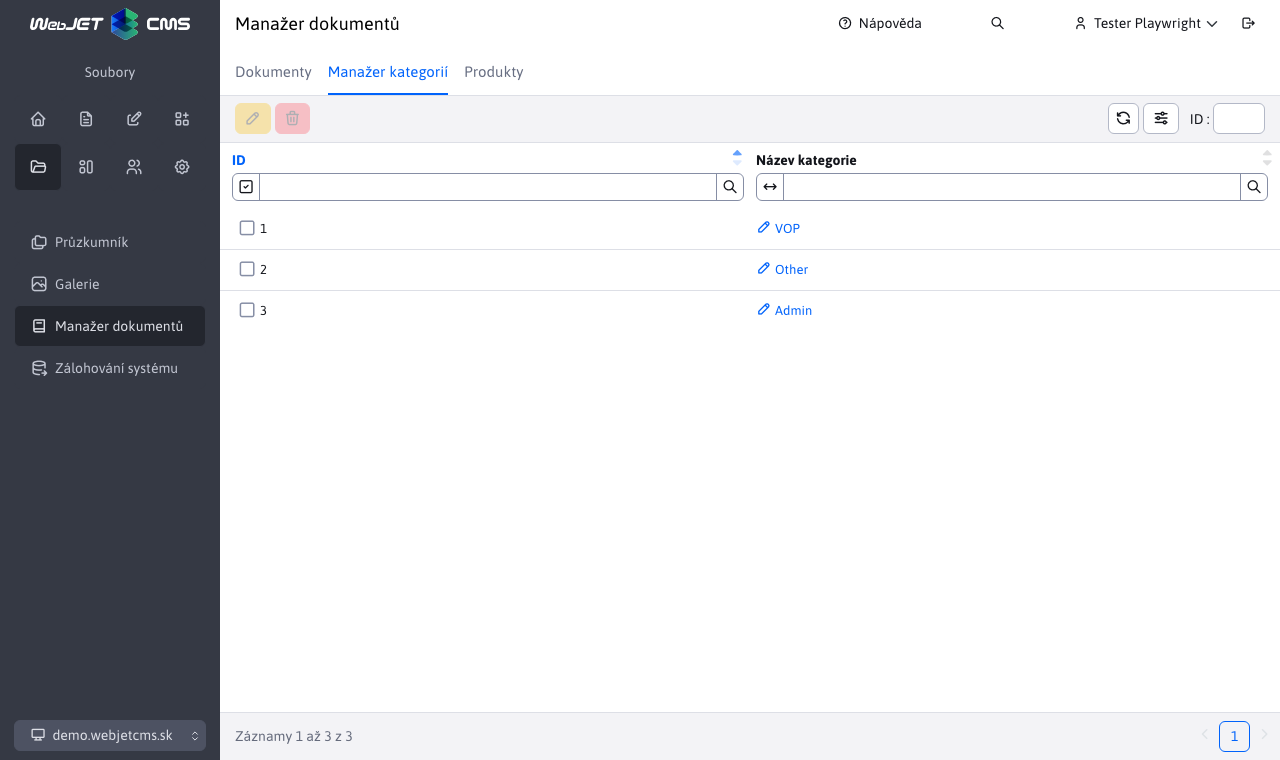 WebJET CMS
Manažer dokumentů
Nápověda
Tester Playwright
Soubory
Dokumenty Manažer kategorií Produkty
ID :
ID
Název kategorie
1 VOP
2 Other
3 Admin
Průzkumník
Galerie
Manažer dokumentů
Zálohování systému
demo.webjetcms.sk
Záznamy 1 až 3 z 3
1